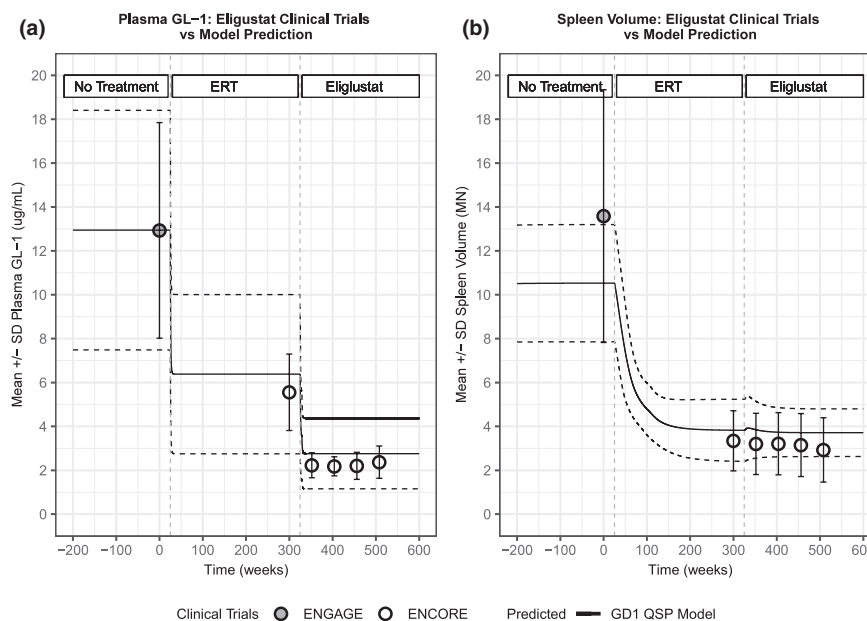 (a)
Plasma GL−1: Eligustat Clinical Trials
vs Model Prediction
No Treatment
ERT
Eliglustat
Mean +/− SD Plasma GL−1 (ug/mL)
20
18
16
14
12
10
8
6
4
2
0
−200 −100 0 100 200 300 400 500 600
Time (weeks)
(b)
Spleen Volume: Eligustat Clinical Trials
vs Model Prediction
No Treatment
ERT
Eliglustat
Mean +/− SD Spleen Volume (MN)
20
18
16
14
12
10
8
6
4
2
0
−200 −100 0 100 200 300 400 500 600
Time (weeks)
Clinical Trials ENGAGE ENCORE Predicted GD1 QSP Model